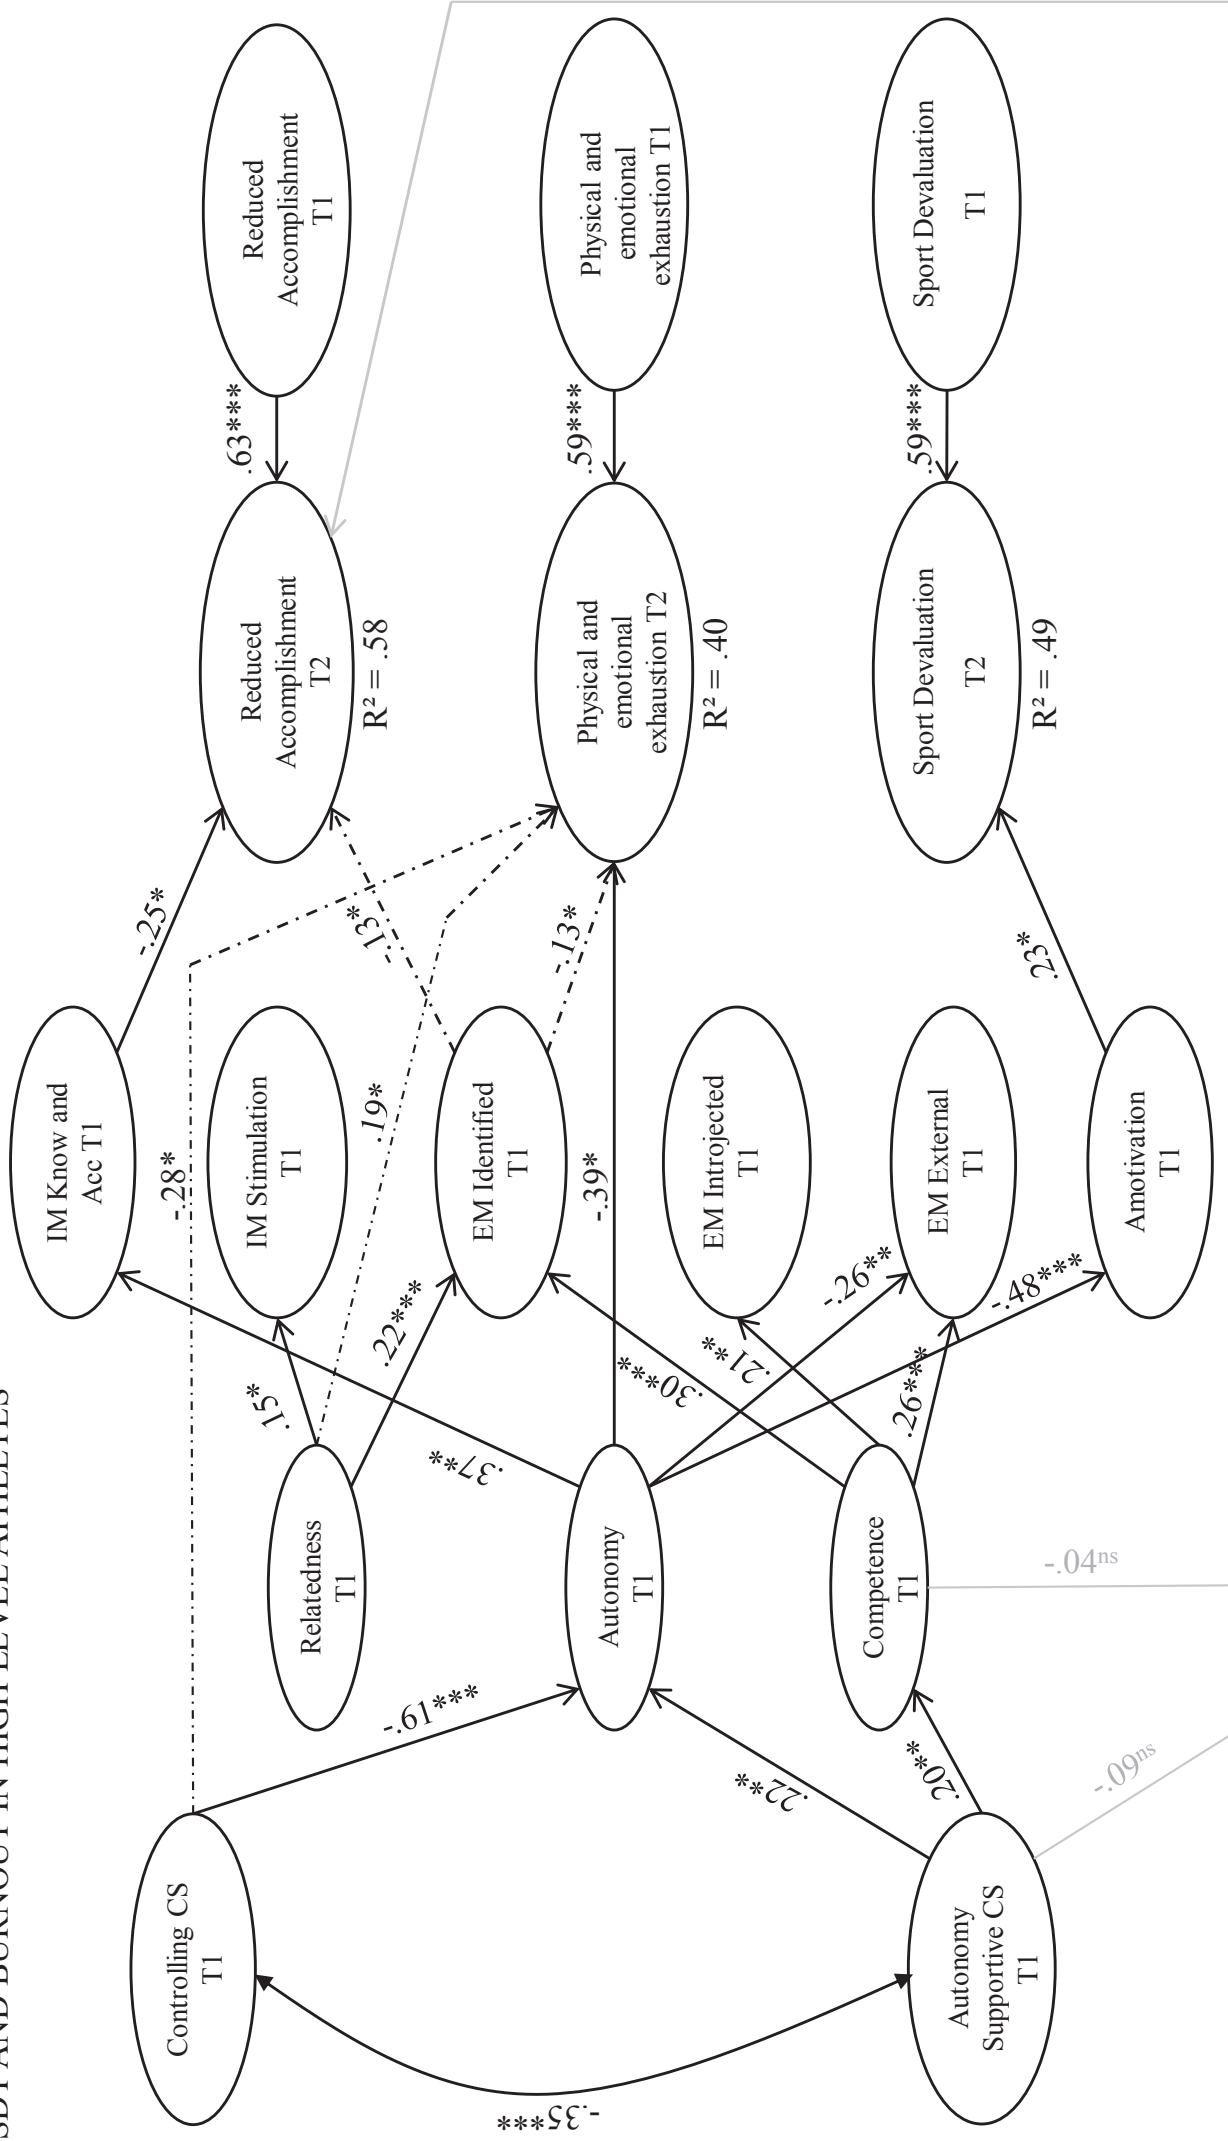 SDT AND BURNOUT IN HIGH LEVEL ATHLETES
Controlling CS
T1
Autonomy
Supportive CS
T1
-.35***
-.61***
.22**
.20**
-.09ns
Relatedness
T1
Autonomy
T1
Competence
T1
-.04ns
.15*
.22***
.37**
.30***
.21**
-.26**
.26***
-.48***
-.28*
.19*
-.39*
IM Know and
Acc T1
IM Stimulation
T1
EM Identified
T1
EM Introjected
T1
EM External
T1
Amotivation
T1
-.25*
-.13*
-.13*
.23*
Reduced
Accomplishment
T2
R² = .58
Physical and
emotional
exhaustion T2
R² = .40
Sport Devaluation
T2
R² = .49
.63***
.59***
.59***
Reduced
Accomplishment
T1
Physical and
emotional
exhaustion T1
Sport Devaluation
T1